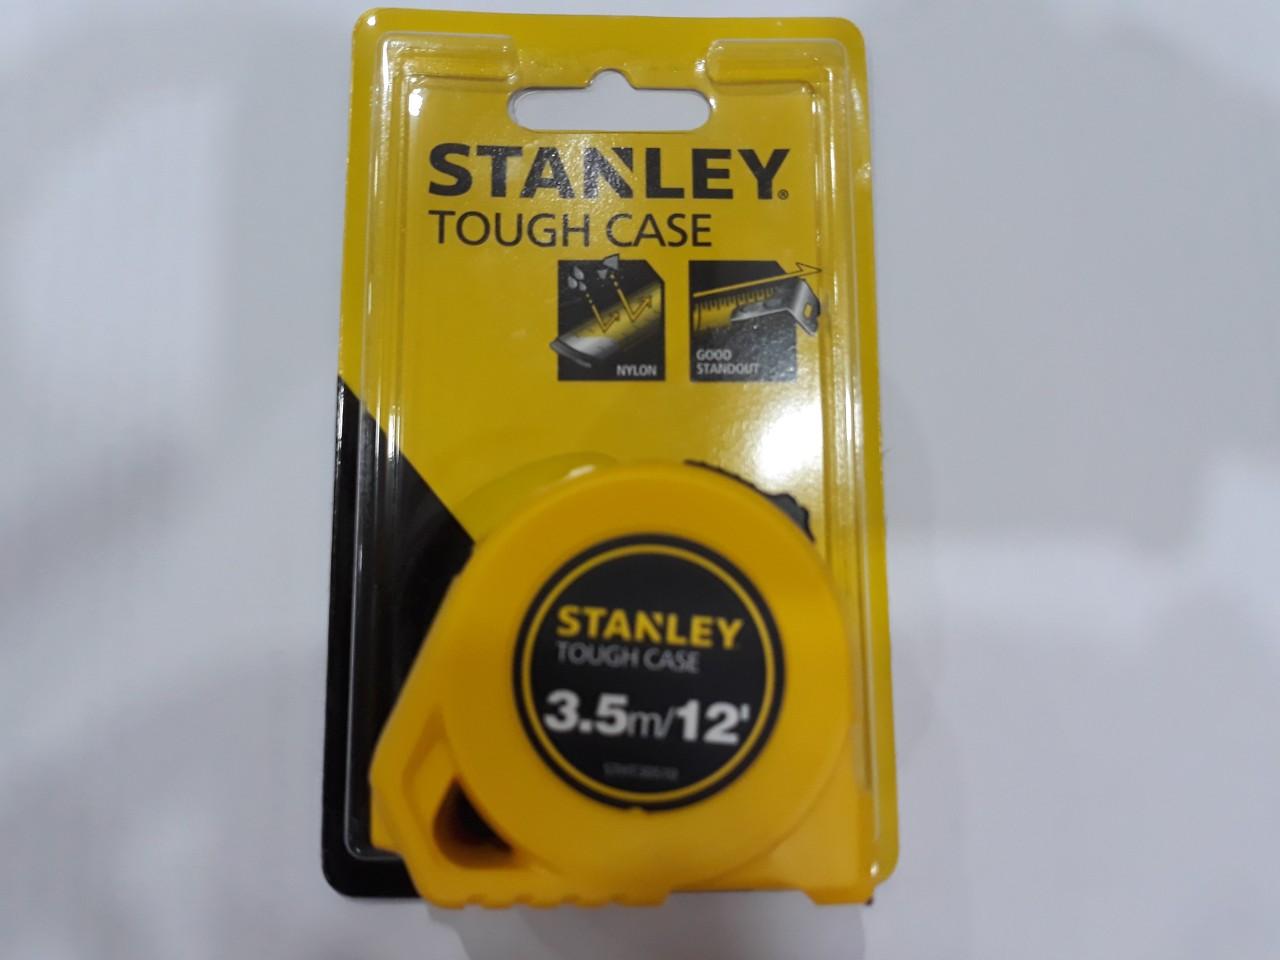 STANLEY®
TOUGH CASE
NYLON
GOOD
STANDOUT
STANLEY
TOUGH CASE
3.5m/12'